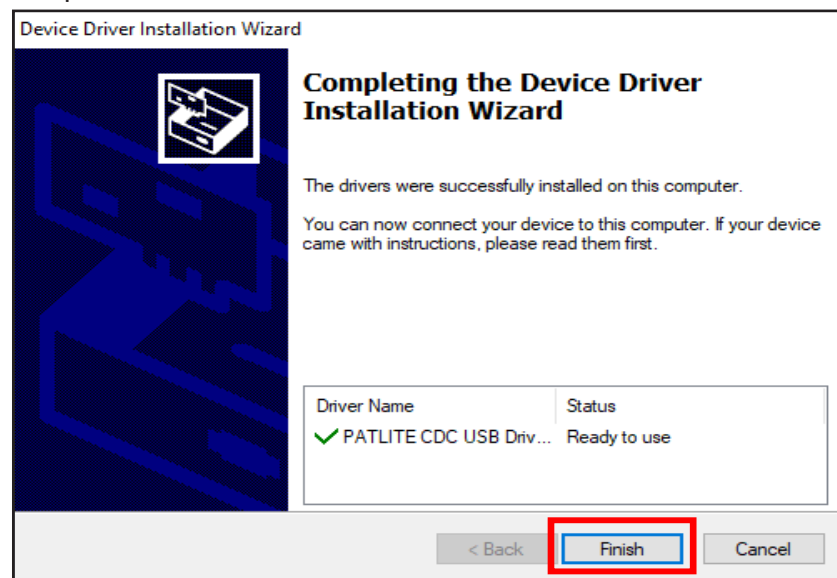 Device Driver Installation Wizard
Completing the Device Driver
Installation Wizard
The drivers were successfully installed on this computer.
You can now connect your device to this computer. If your device
came with instructions, please read them first.
Driver Name Status
PATLITE CDC USB Driv... Ready to use
< Back Finish Cancel